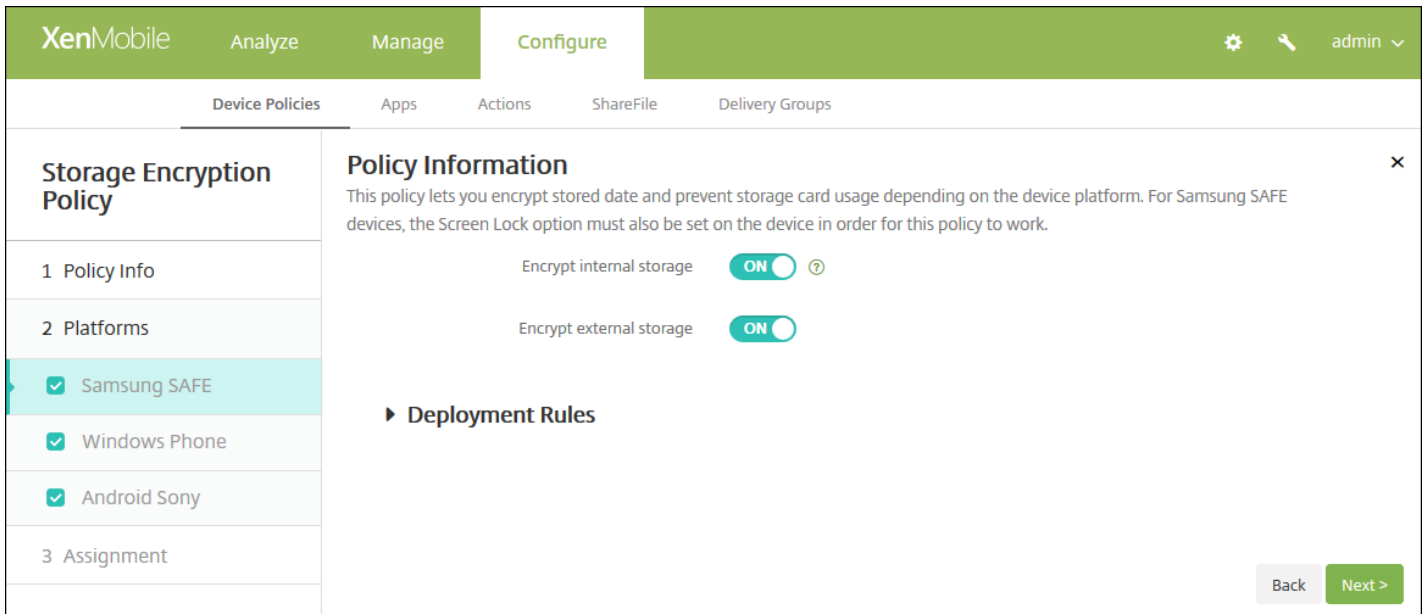 XenMobile Analyze Manage Configure admin
Device Policies Apps Actions ShareFile Delivery Groups
Storage Encryption
Policy
1 Policy Info
2 Platforms
Samsung SAFE
Windows Phone
Android Sony
3 Assignment
Policy Information
This policy lets you encrypt stored date and prevent storage card usage depending on the device platform. For Samsung SAFE
devices, the Screen Lock option must also be set on the device in order for this policy to work.
Encrypt internal storage ON ?
Encrypt external storage ON
Deployment Rules
Back Next >